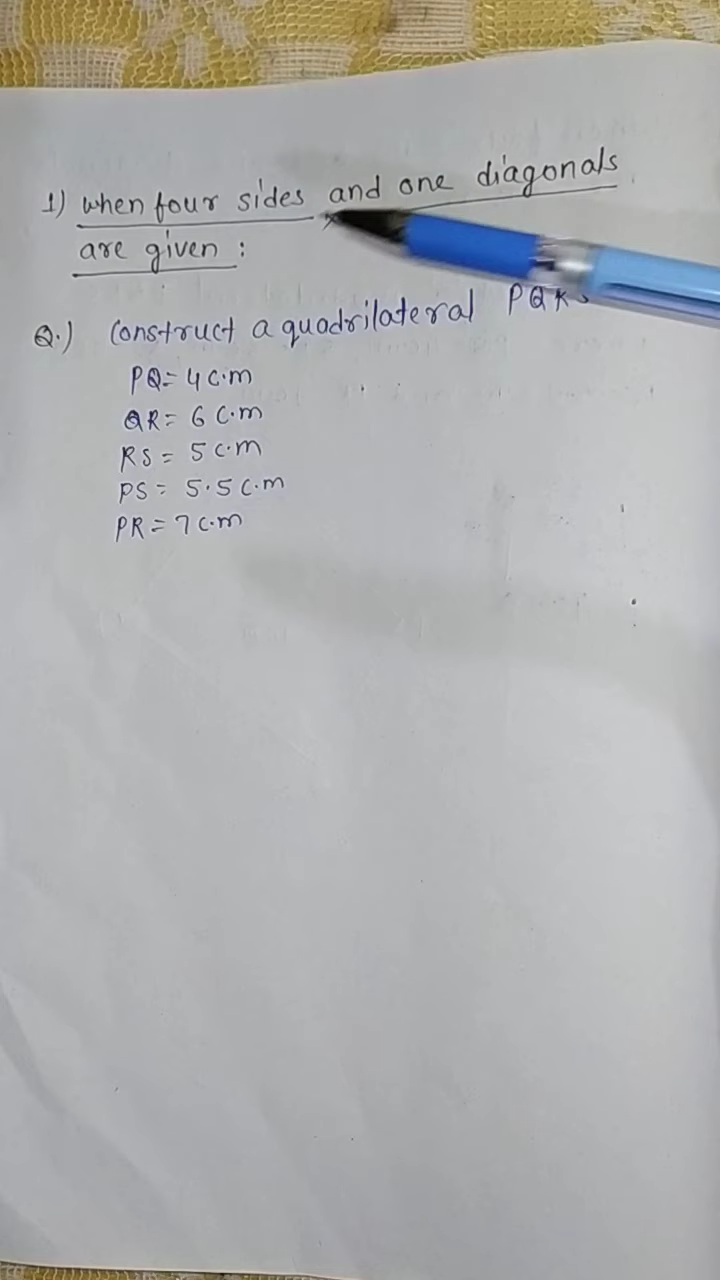 1) when four sides and one diagonals
are given :
Q.) Construct a quadrilateral PQRS
PQ = 4 c.m
QR = 6 c.m
RS = 5 c.m
PS = 5.5 c.m
PR = 7 c.m